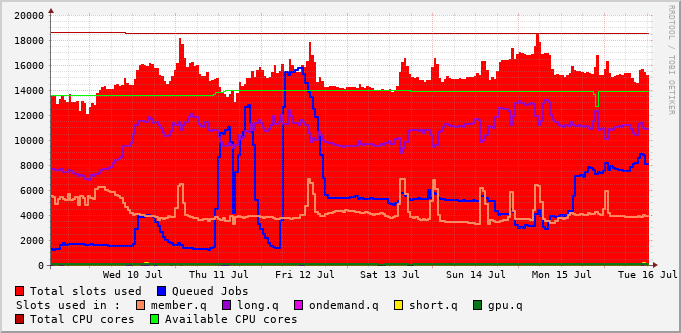 20000
18000
16000
14000
12000
10000
8000
6000
4000
2000
0
Wed 10 Jul Thu 11 Jul Fri 12 Jul Sat 13 Jul Sun 14 Jul Mon 15 Jul Tue 16 Jul
RRDTOOL / TOBI OETIKER
Total slots used Queued Jobs
Slots used in : member.q long.q ondemand.q short.q gpu.q
Total CPU cores Available CPU cores